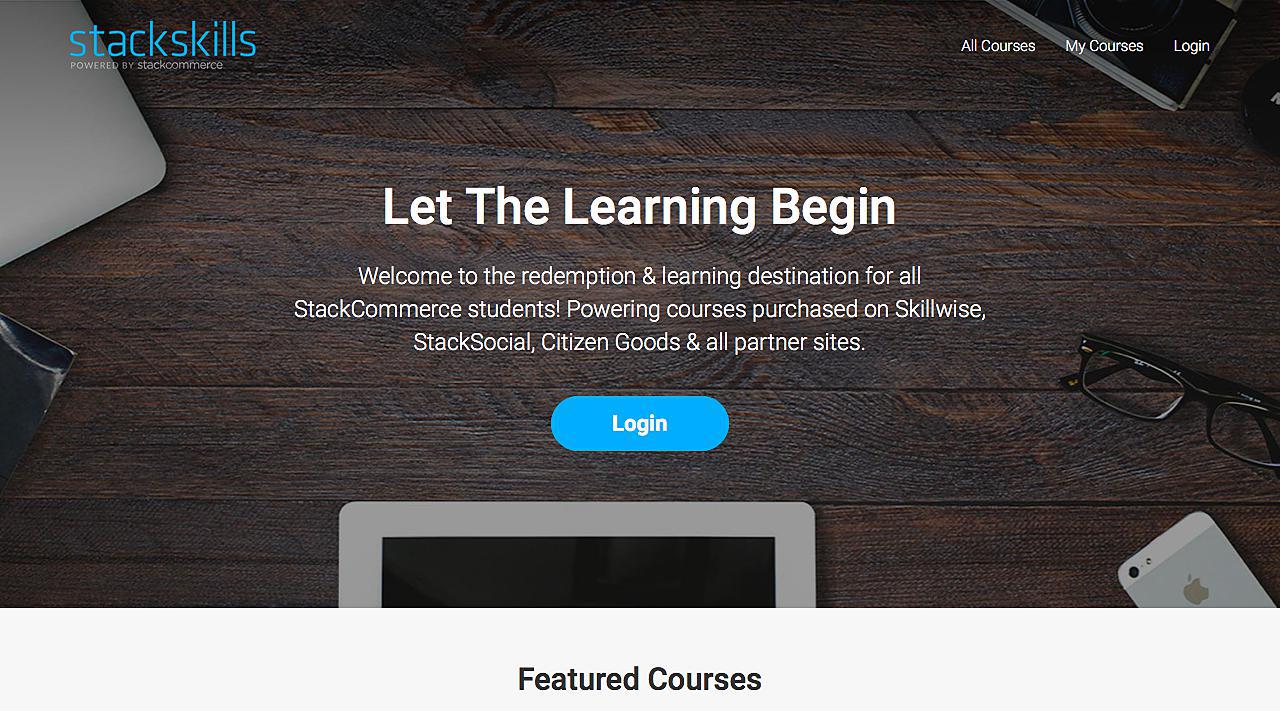 stackskills
POWERED BY stackcommerce
All Courses
My Courses
Login
Let The Learning Begin
Welcome to the redemption & learning destination for all
StackCommerce students! Powering courses purchased on Skillwise,
StackSocial, Citizen Goods & all partner sites.
Login
Featured Courses